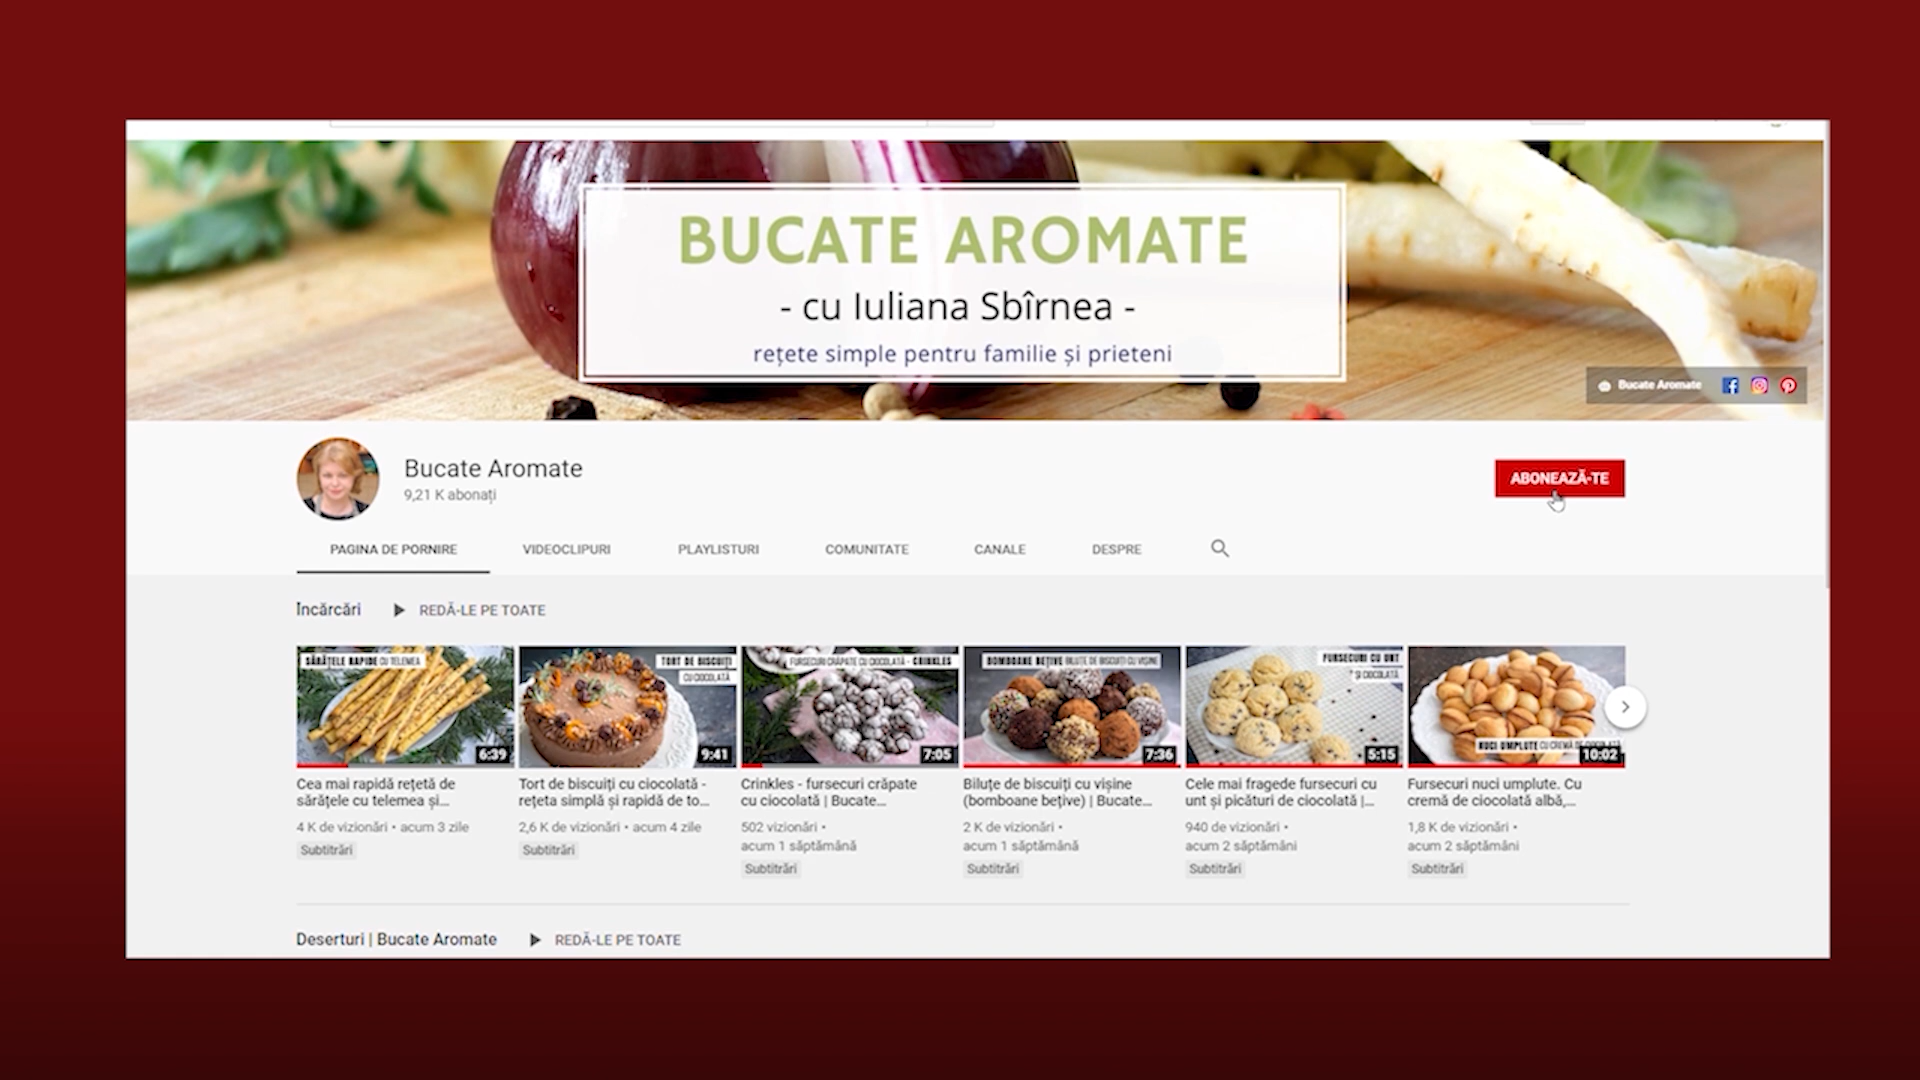 BUCATE AROMATE
- cu Iuliana Sbîrnea -
rețete simple pentru familie și prieteni
Bucate Aromate
Bucate Aromate
9,21 K abonați
ABONEAZĂ-TE
PAGINA DE PORNIRE VIDEOCLIPURI PLAYLISTURI COMUNITATE CANALE DESPRE
Încărcări REDĂ-LE PE TOATE
SĂRĂȚELE RAPIDE CU TELEMEA
6:39
TORT DE BISCUIȚI
CU CIOCOLATĂ
9:41
FURSECURI CRĂPATE CU CIOCOLATĂ - CRINKLES
7:05
BOMBOANE BEȚIVE BILUȚE DE BISCUIȚI CU VIȘINE
7:36
FURSECURI CU UNT
ȘI CIOCOLATĂ
5:15
NUCI UMPLUTE CU CREMĂ DE CIOCOLATĂ
10:02
Cea mai rapidă rețetă de
sărățele cu telemea și...
4 K de vizionări • acum 3 zile
Subtitrări
Tort de biscuiți cu ciocolată -
rețeta simplă și rapidă de to...
2,6 K de vizionări • acum 4 zile
Subtitrări
Crinkles - fursecuri crăpate
cu ciocolată | Bucate...
502 vizionări •
acum 1 săptămână
Subtitrări
Biluțe de biscuiți cu vișine
(bomboane bețive) | Bucate...
2 K de vizionări •
acum 1 săptămână
Subtitrări
Cele mai fragede fursecuri cu
unt și picături de ciocolată |...
940 de vizionări •
acum 2 săptămâni
Subtitrări
Fursecuri nuci umplute. Cu
cremă de ciocolată albă,...
1,8 K de vizionări •
acum 2 săptămâni
Subtitrări
Deserturi | Bucate Aromate REDĂ-LE PE TOATE